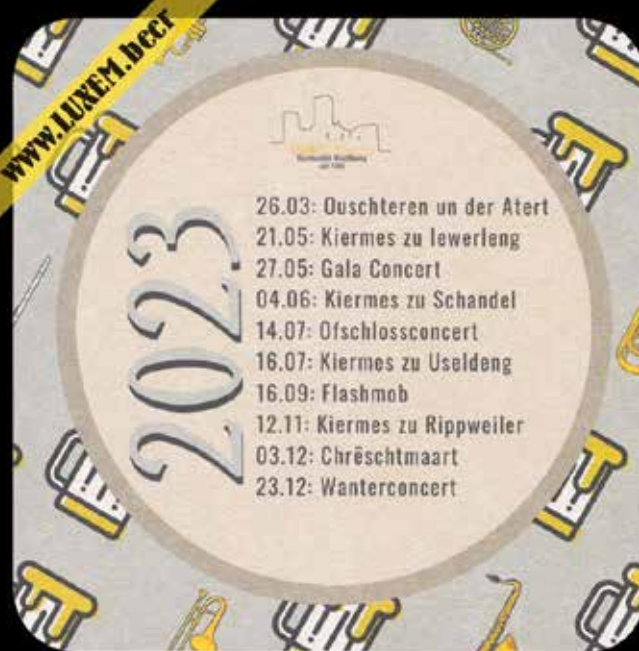 www.LUXEM.beer
2023
26.03: Ouschteren un der Atert
21.05: Kiermes zu Iewerleng
27.05: Gala Concert
04.06: Kiermes zu Schandel
14.07: Ofschlossconcert
16.07: Kiermes zu Useldeng
16.09: Flashmob
12.11: Kiermes zu Rippweiler
03.12: Chrëschtmaart
23.12: Wanterconcert